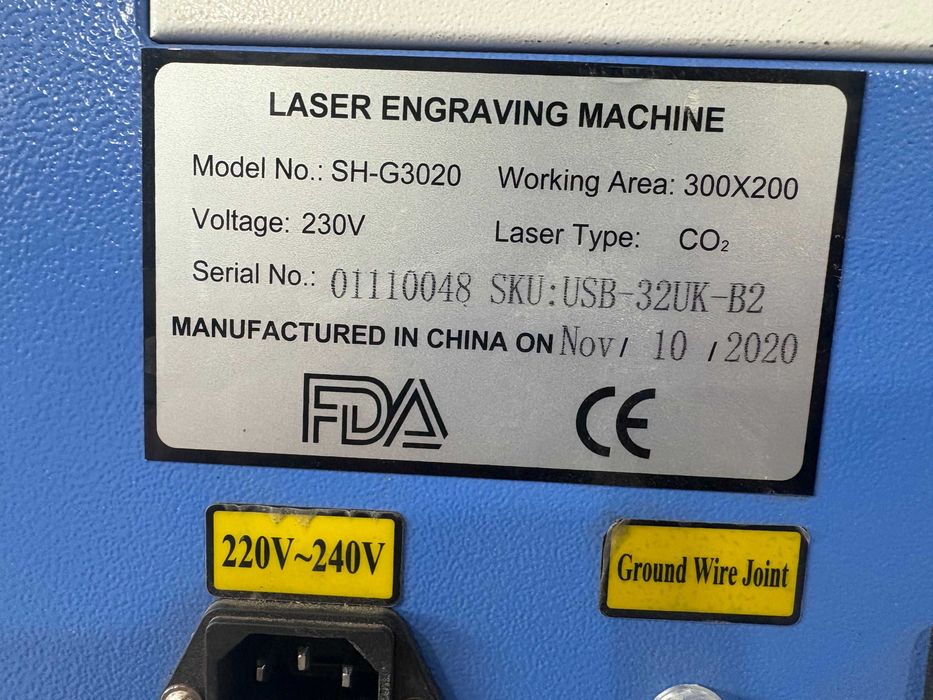 LASER ENGRAVING MACHINE
Model No.: SH-G3020 Working Area: 300X200
Voltage: 230V Laser Type: CO₂
Serial No.: 01110048 SKU:USB-32UK-B2
MANUFACTURED IN CHINA ON Nov / 10 / 2020
FDA CE
220V~240V
Ground Wire Joint